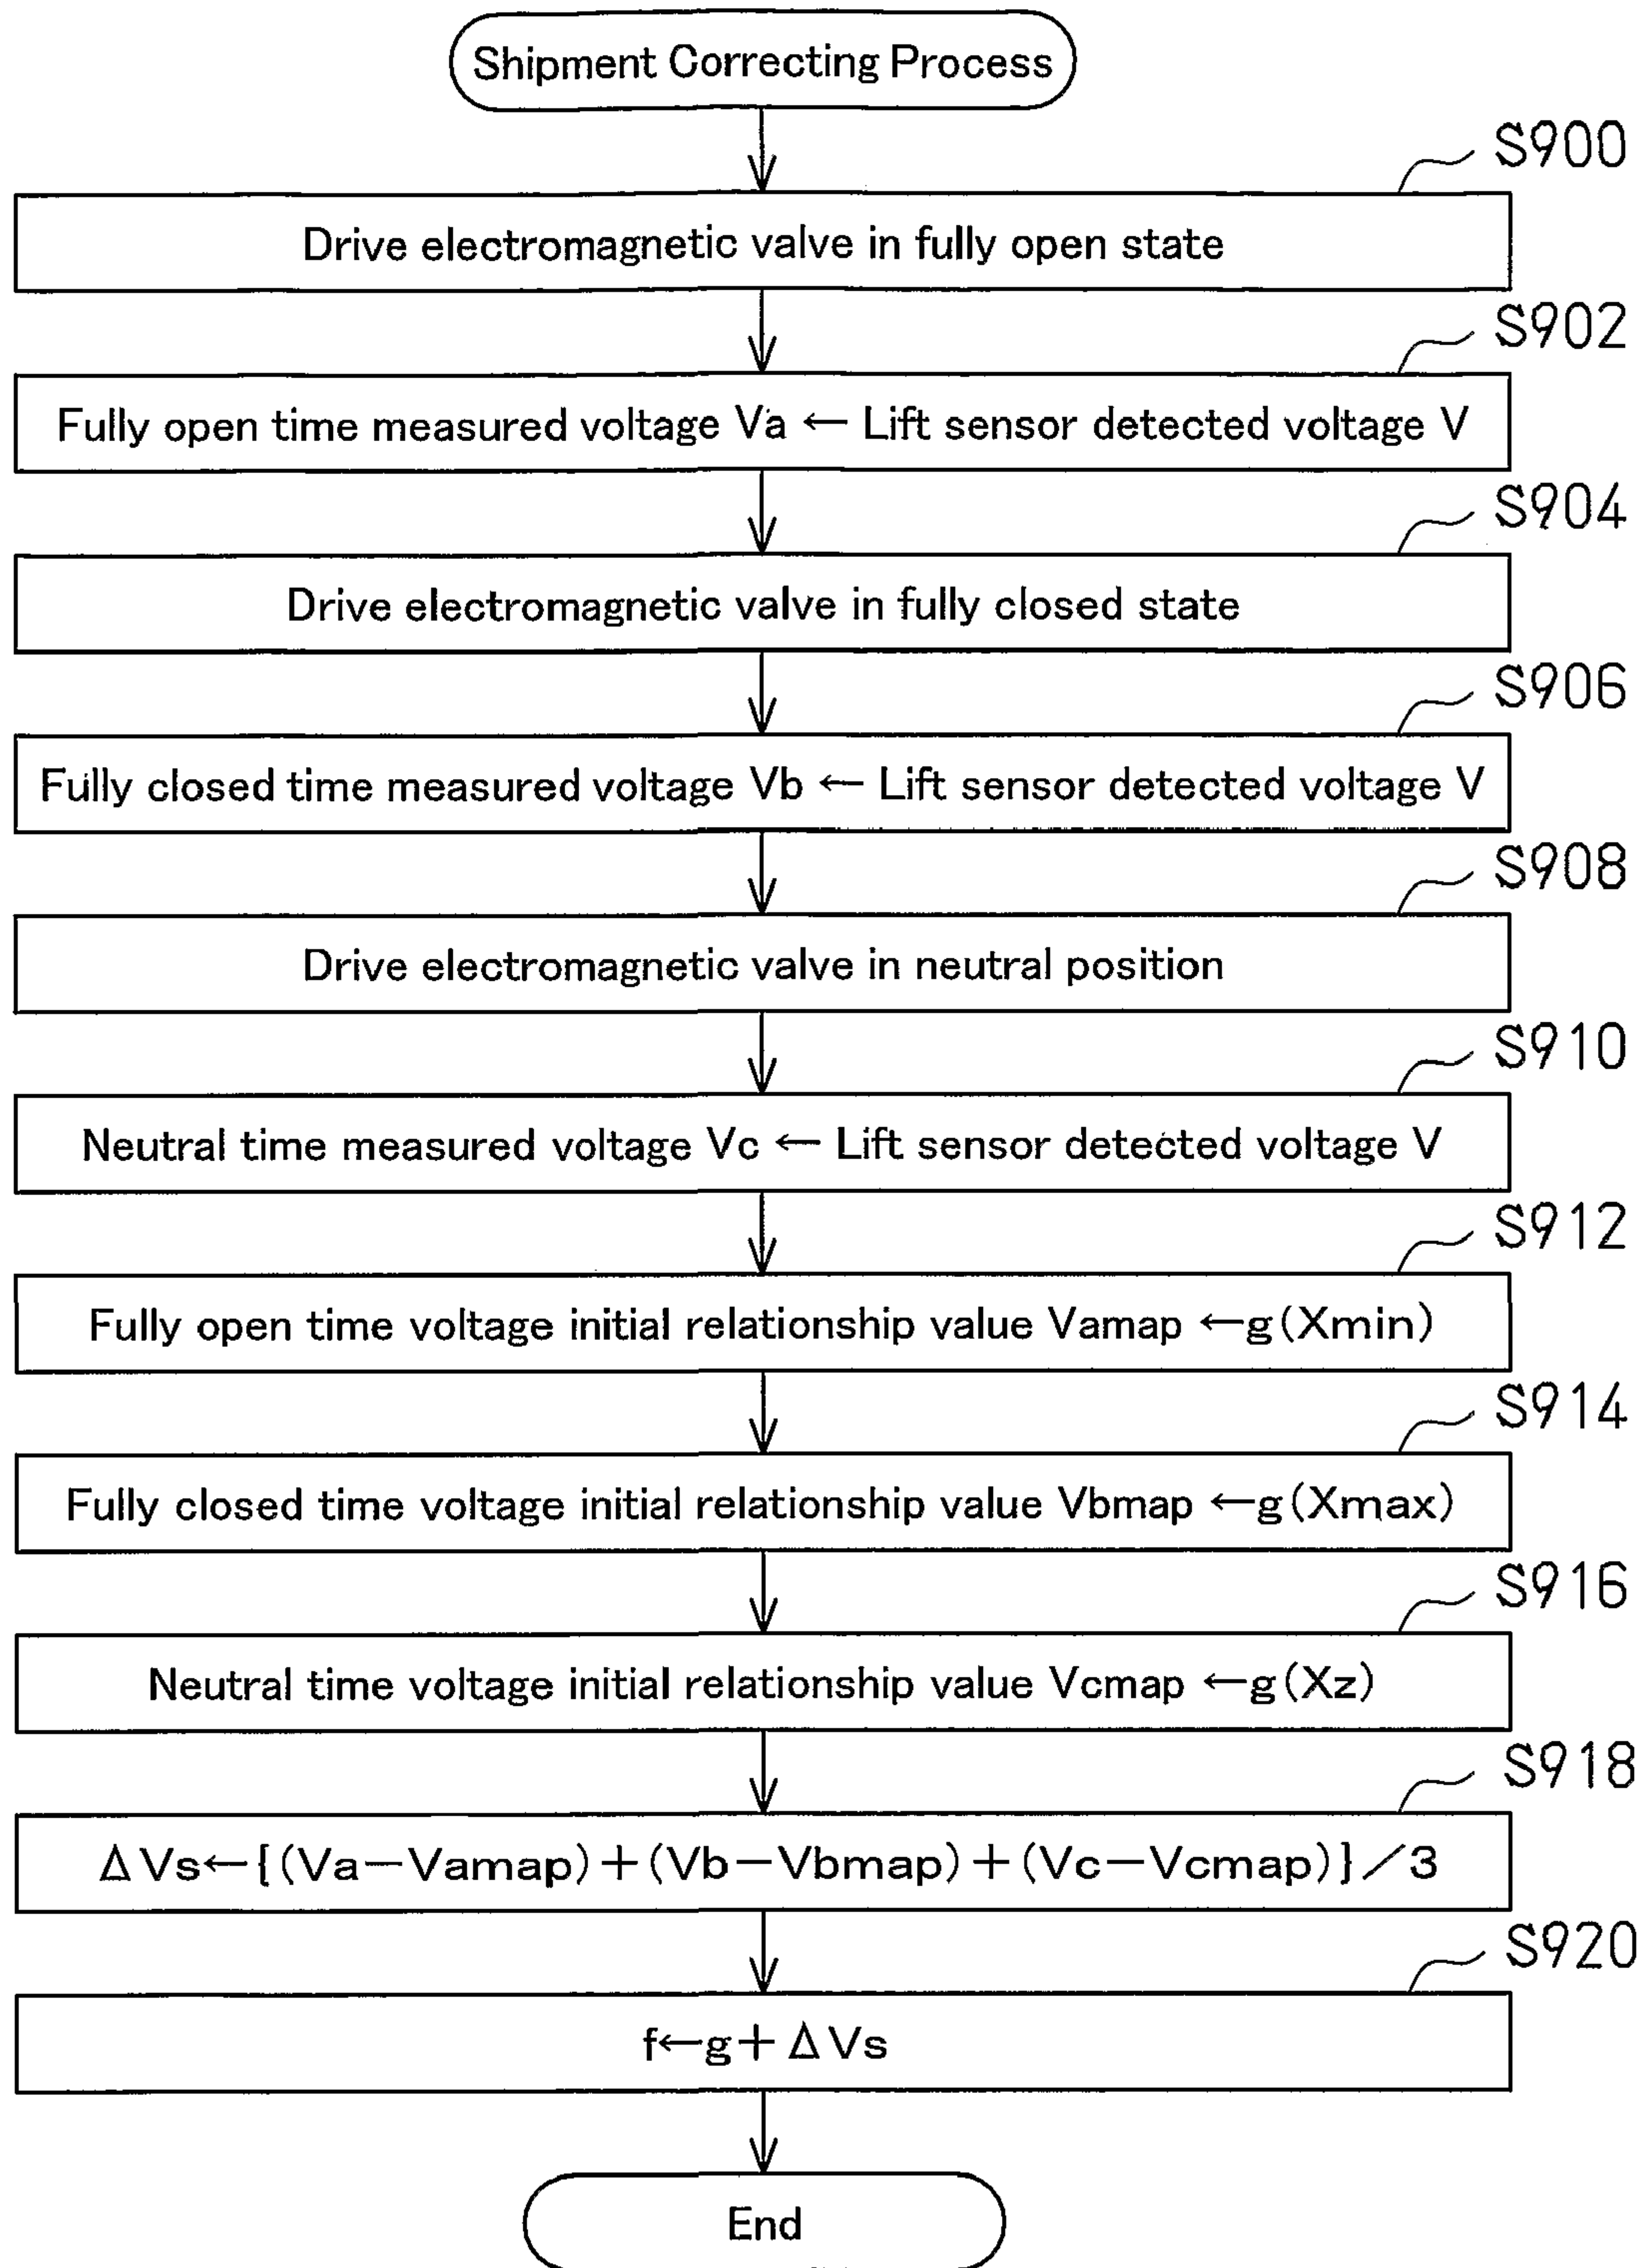 Shipment Correcting Process
S900
Drive electromagnetic valve in fully open state
S902
Fully open time measured voltage Va ← Lift sensor detected voltage V
S904
Drive electromagnetic valve in fully closed state
S906
Fully closed time measured voltage Vb ← Lift sensor detected voltage V
S908
Drive electromagnetic valve in neutral position
S910
Neutral time measured voltage Vc ← Lift sensor detected voltage V
S912
Fully open time voltage initial relationship value Vamap ←g(Xmin)
S914
Fully closed time voltage initial relationship value Vbmap ←g(Xmax)
S916
Neutral time voltage initial relationship value Vcmap ←g(Xz)
S918
ΔVs←{(Va－Vamap)＋(Vb－Vbmap)＋(Vc－Vcmap)}／3
S920
f←g＋ΔVs
End